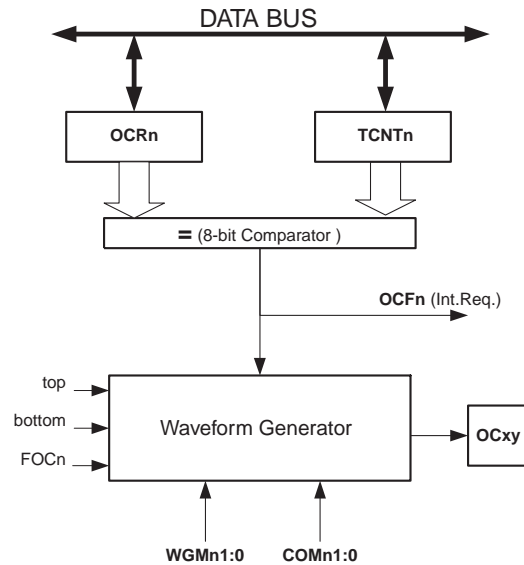 DATA BUS
OCRn
TCNTn
= (8-bit Comparator )
OCFn (Int.Req.)
top
bottom
FOCn
Waveform Generator
OCxy
WGMn1:0
COMn1:0